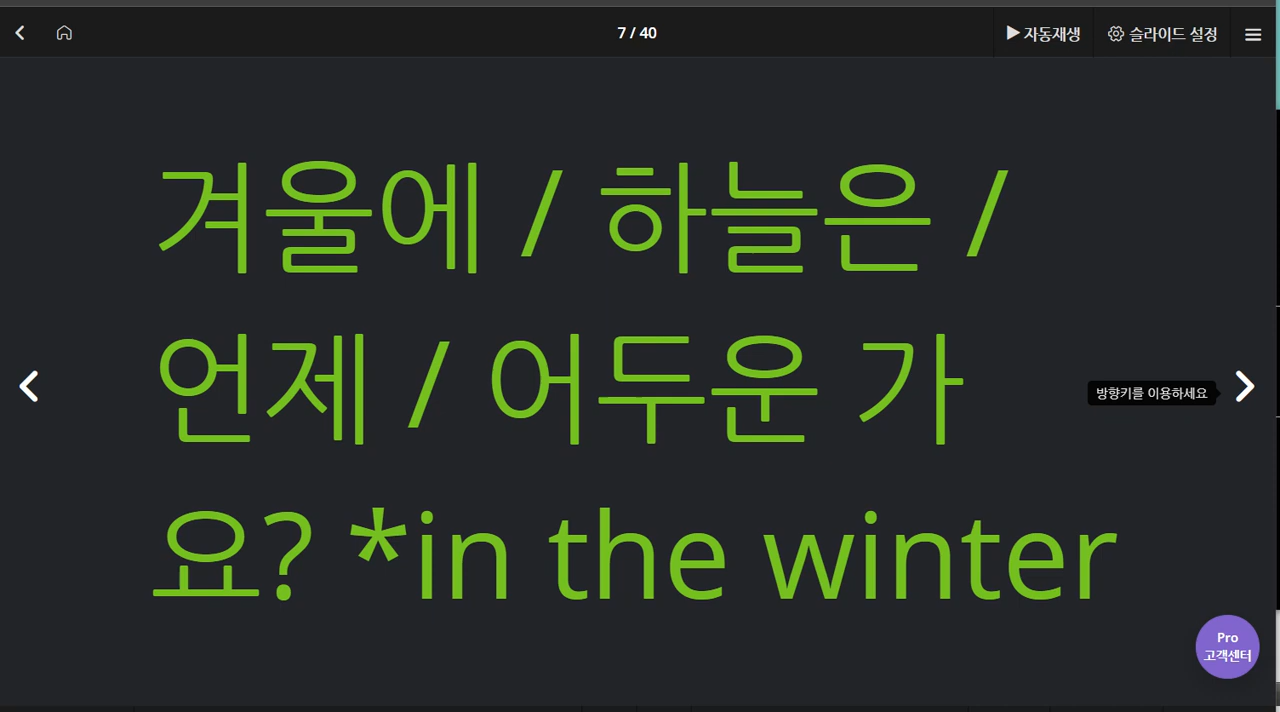 7 / 40
▶ 자동재생
슬라이드 설정
겨울에 / 하늘은 /
언제 / 어두운 가
요? *in the winter
방향키를 이용하세요
Pro
고객센터